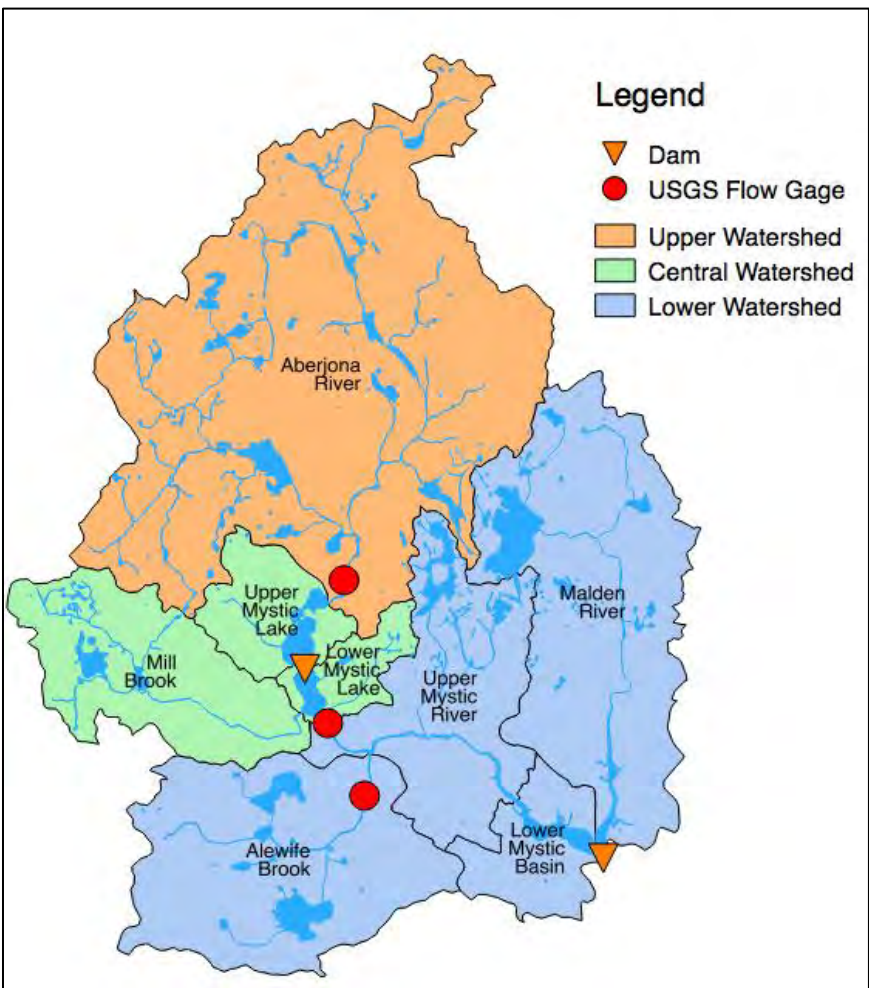 Legend
Dam
USGS Flow Gage
Upper Watershed
Central Watershed
Lower Watershed
Aberjona
River
Upper
Mystic
Lake
Lower
Mystic
Lake
Mill
Brook
Upper
Mystic
River
Malden
River
Alewife
Brook
Lower
Mystic
Basin